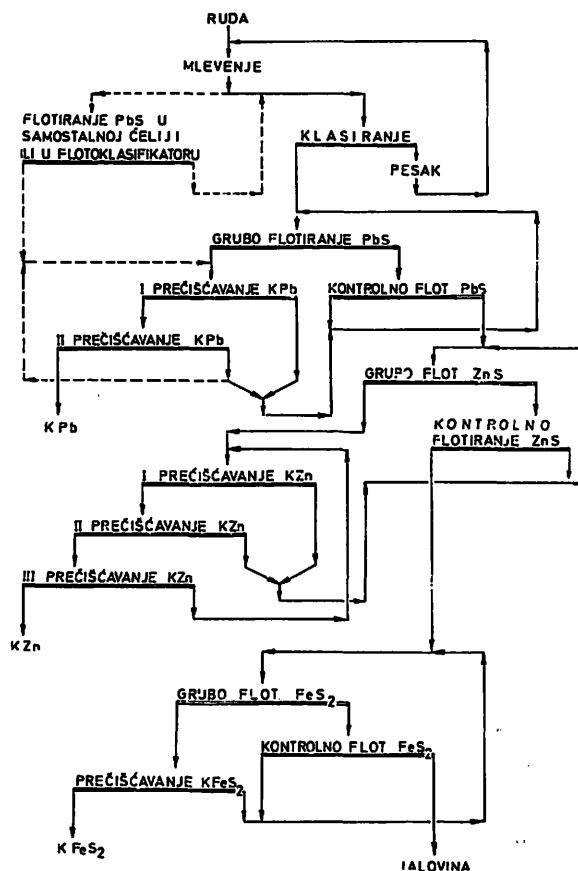 RUDA
MLEVENJE
FLOTIRANJE PbS U
SAMOSTALNOJ ĆELIJI
ILI U FLOTOKLASIFIKATORU
KLASIRANJE
PESAK
GRUBO FLOTIRANJE PbS
I PREČIŠĆAVANJE KPb
KONTROLNO FLOT PbS
II PREČIŠĆAVANJE KPb
GRUBO FLOT ZnS
KPb
KONTROLNO
FLOTIRANJE ZnS
I PREČIŠĆAVANJE KZn
II PREČIŠĆAVANJE KZn
III PREČIŠĆAVANJE KZn
KZn
GRUBO FLOT. FeS2
KONTROLNO FLOT FeS2
PREČIŠĆAVANJE KFeS2
KFeS2
JALOVINA